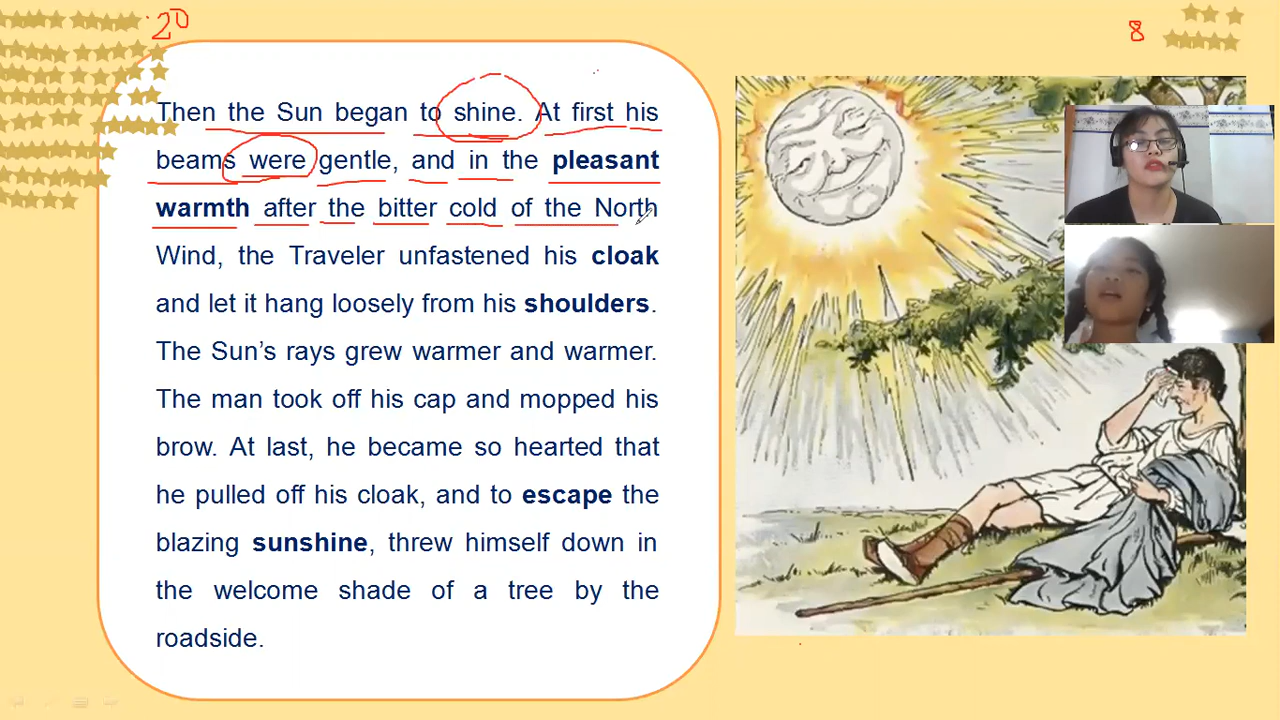 20
8
Then the Sun began to shine. At first his
beams were gentle, and in the pleasant
warmth after the bitter cold of the North
Wind, the Traveler unfastened his cloak
and let it hang loosely from his shoulders.
The Sun's rays grew warmer and warmer.
The man took off his cap and mopped his
brow. At last, he became so hearted that
he pulled off his cloak, and to escape the
blazing sunshine, threw himself down in
the welcome shade of a tree by the
roadside.